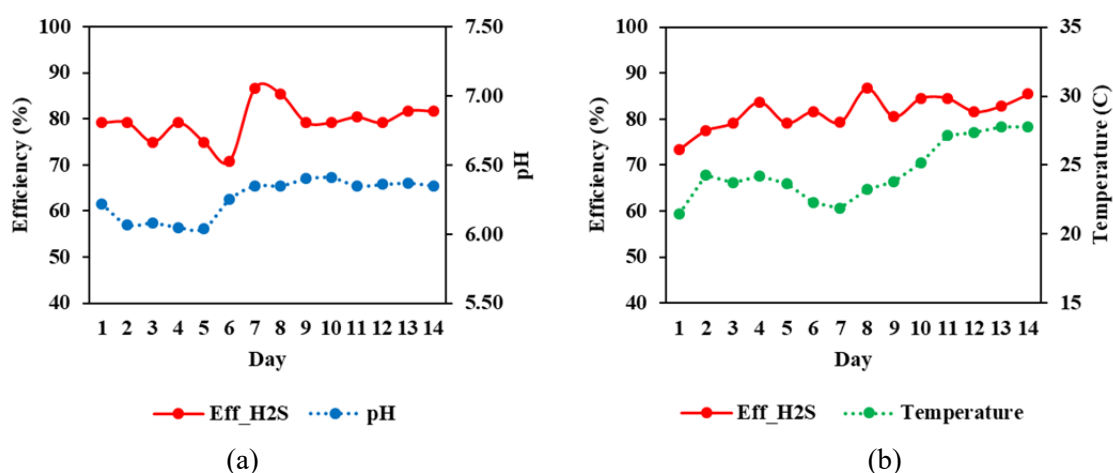 100
90
80
70
60
50
40
Efficiency (%)
7.50
7.00
6.50
6.00
5.50
pH
1 2 3 4 5 6 7 8 9 10 11 12 13 14
Day
Eff_H2S pH
(a)
100
90
80
70
60
50
40
Efficiency (%)
35
30
25
20
15
Temperature (C)
1 2 3 4 5 6 7 8 9 10 11 12 13 14
Day
Eff_H2S Temperature
(b)